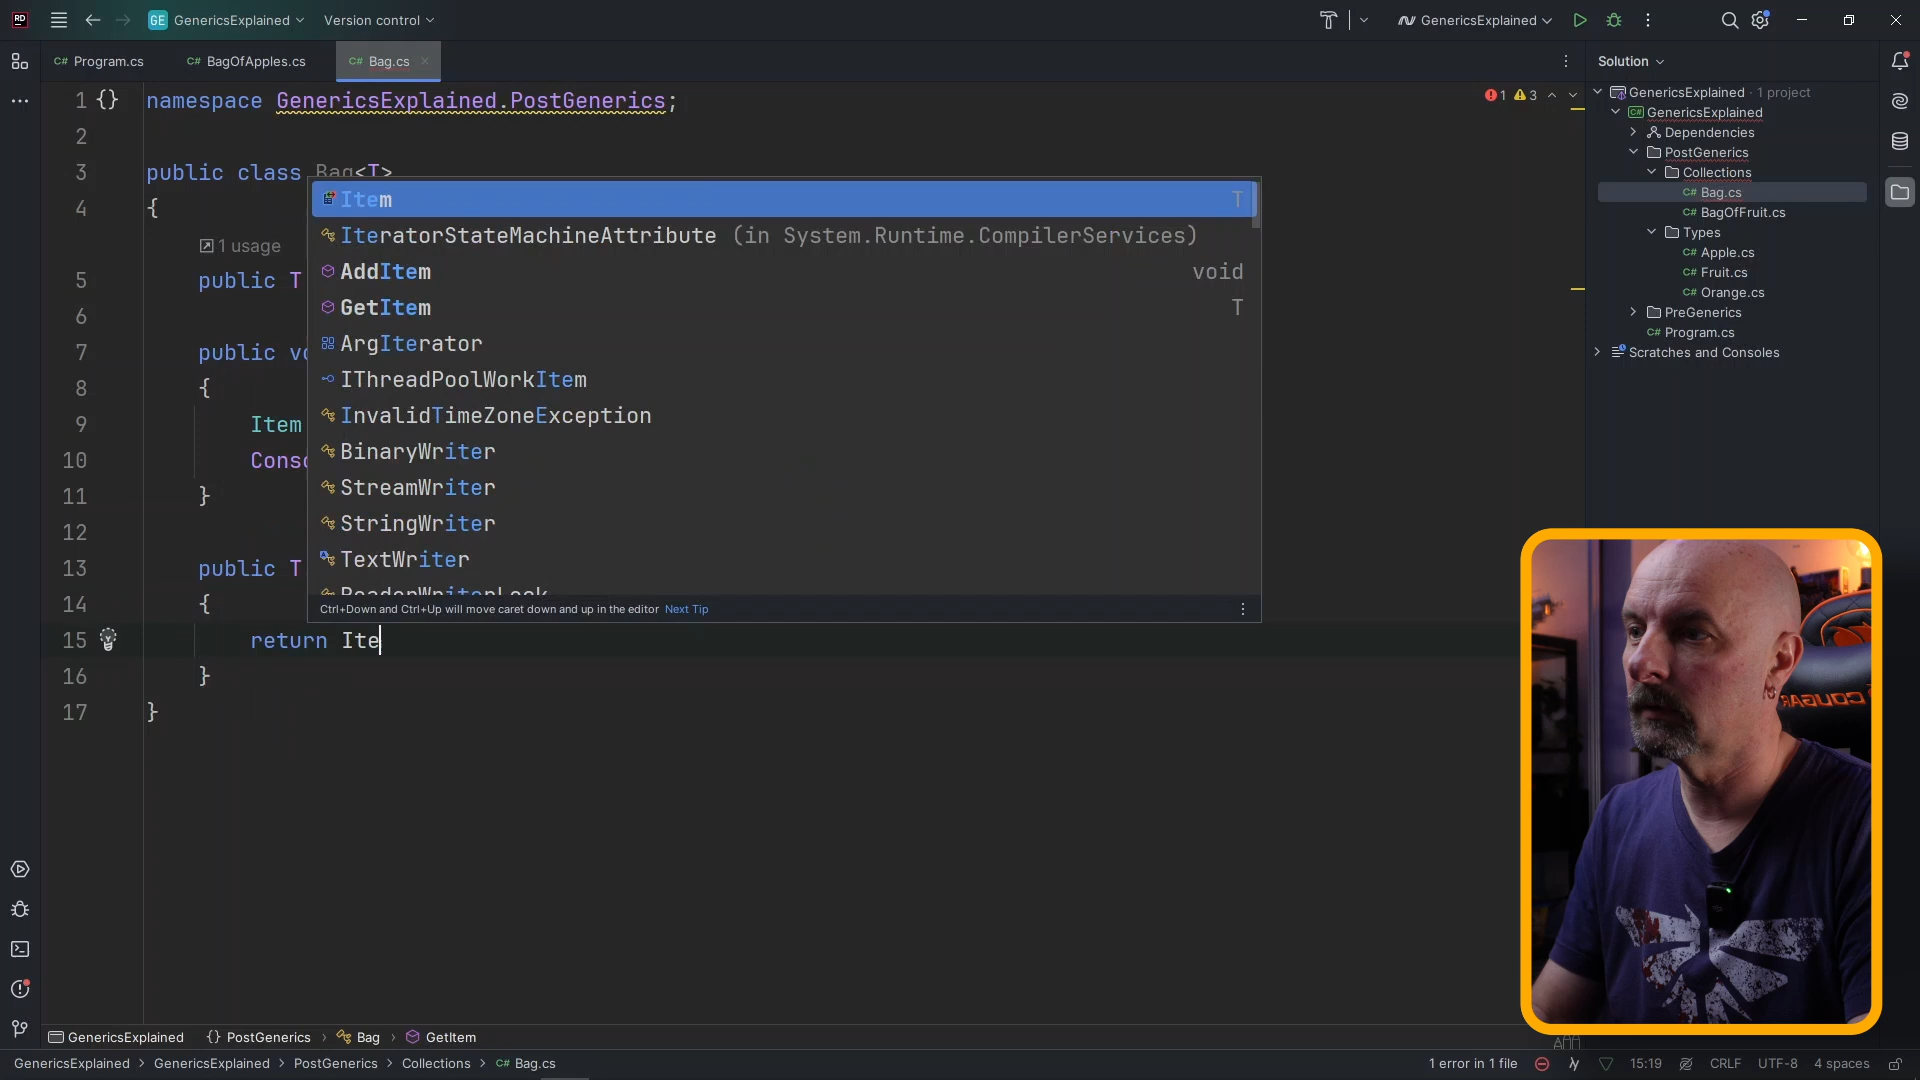 GE GenericsExplained Version control GenericsExplained
C# Program.cs C# BagOfApples.cs C# Bag.cs
Solution
1 {} namespace GenericsExplained.PostGenerics;
1 3
2
3 public class Bag<T>
4 {
1 usage
5 public T
6
7 public vo
8 {
9 Item
10 Conso
11 }
12
13 public T
14 {
15 return Ite
16 }
17 }
Item T
IteratorStateMachineAttribute (in System.Runtime.CompilerServices)
AddItem void
GetItem T
ArgIterator
IThreadPoolWorkItem
InvalidTimeZoneException
BinaryWriter
StreamWriter
StringWriter
TextWriter
ReaderWriterLock
Ctrl+Down and Ctrl+Up will move caret down and up in the editor Next Tip
GenericsExplained · 1 project
C# GenericsExplained
Dependencies
PostGenerics
Collections
C# Bag.cs
C# BagOfFruit.cs
Types
C# Apple.cs
C# Fruit.cs
C# Orange.cs
PreGenerics
C# Program.cs
Scratches and Consoles
COUGAR
GenericsExplained {} PostGenerics › Bag › GetItem
GenericsExplained › GenericsExplained › PostGenerics › Collections › C# Bag.cs
1 error in 1 file 15:19 CRLF UTF-8 4 spaces